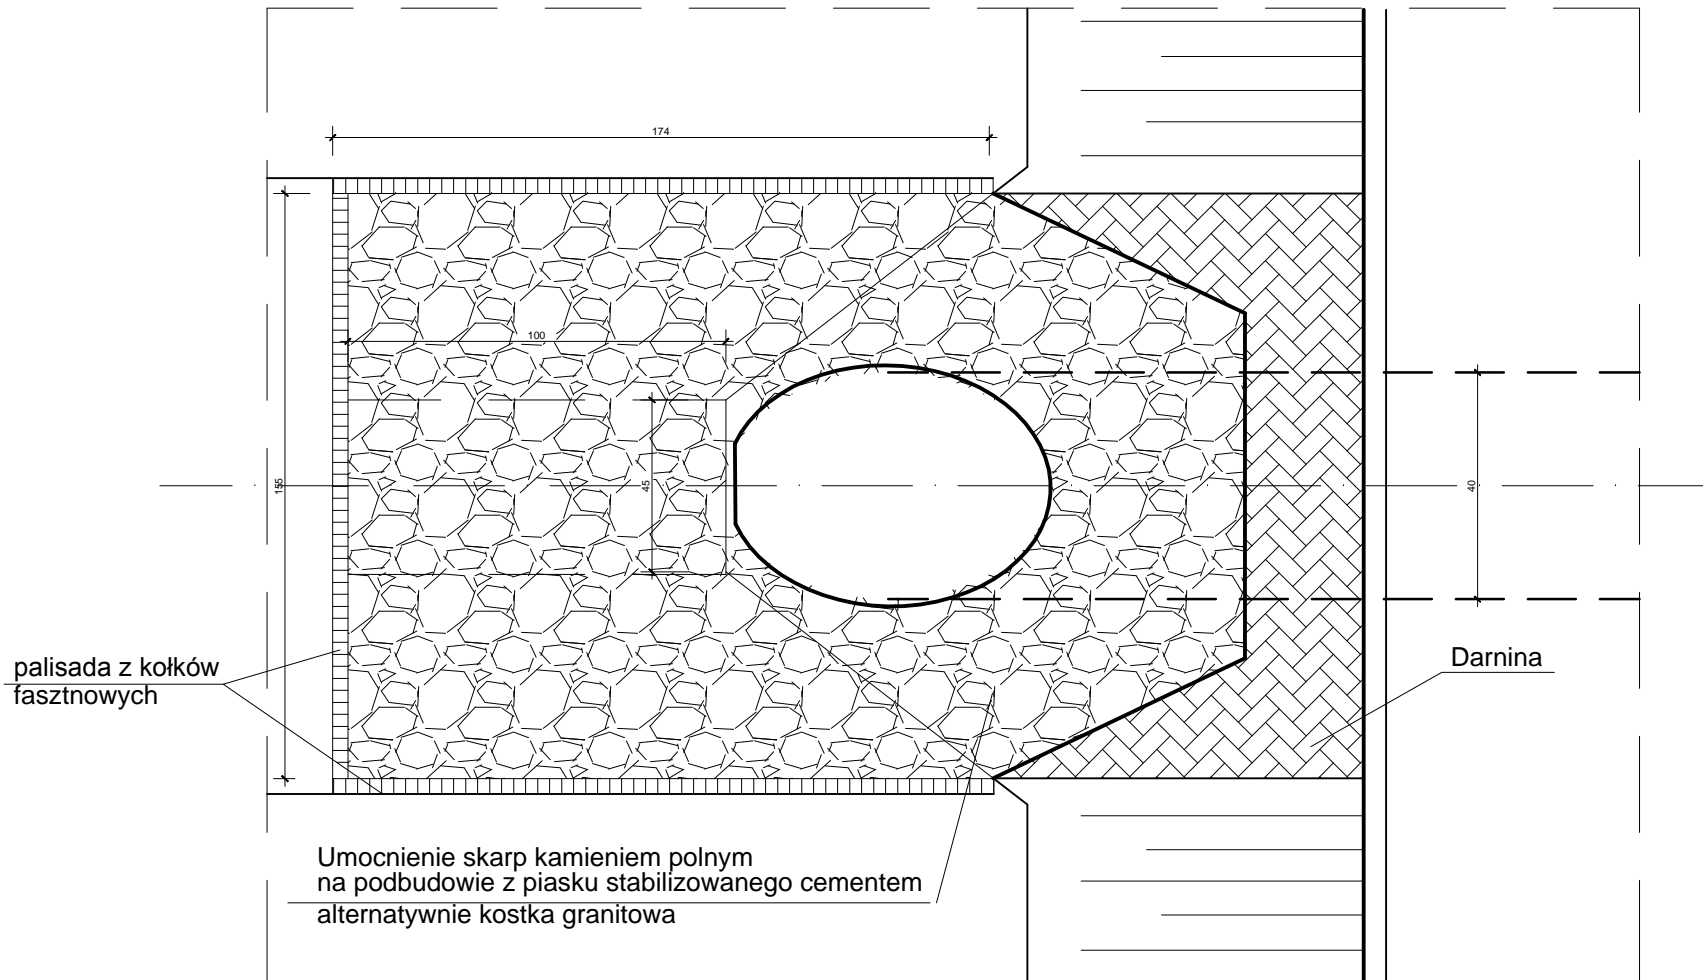 174
100
155
45
40
palisada z kołków
fasztnowych
Darnina
Umocnienie skarp kamieniem polnym
na podbudowie z piasku stabilizowanego cementem
alternatywnie kostka granitowa